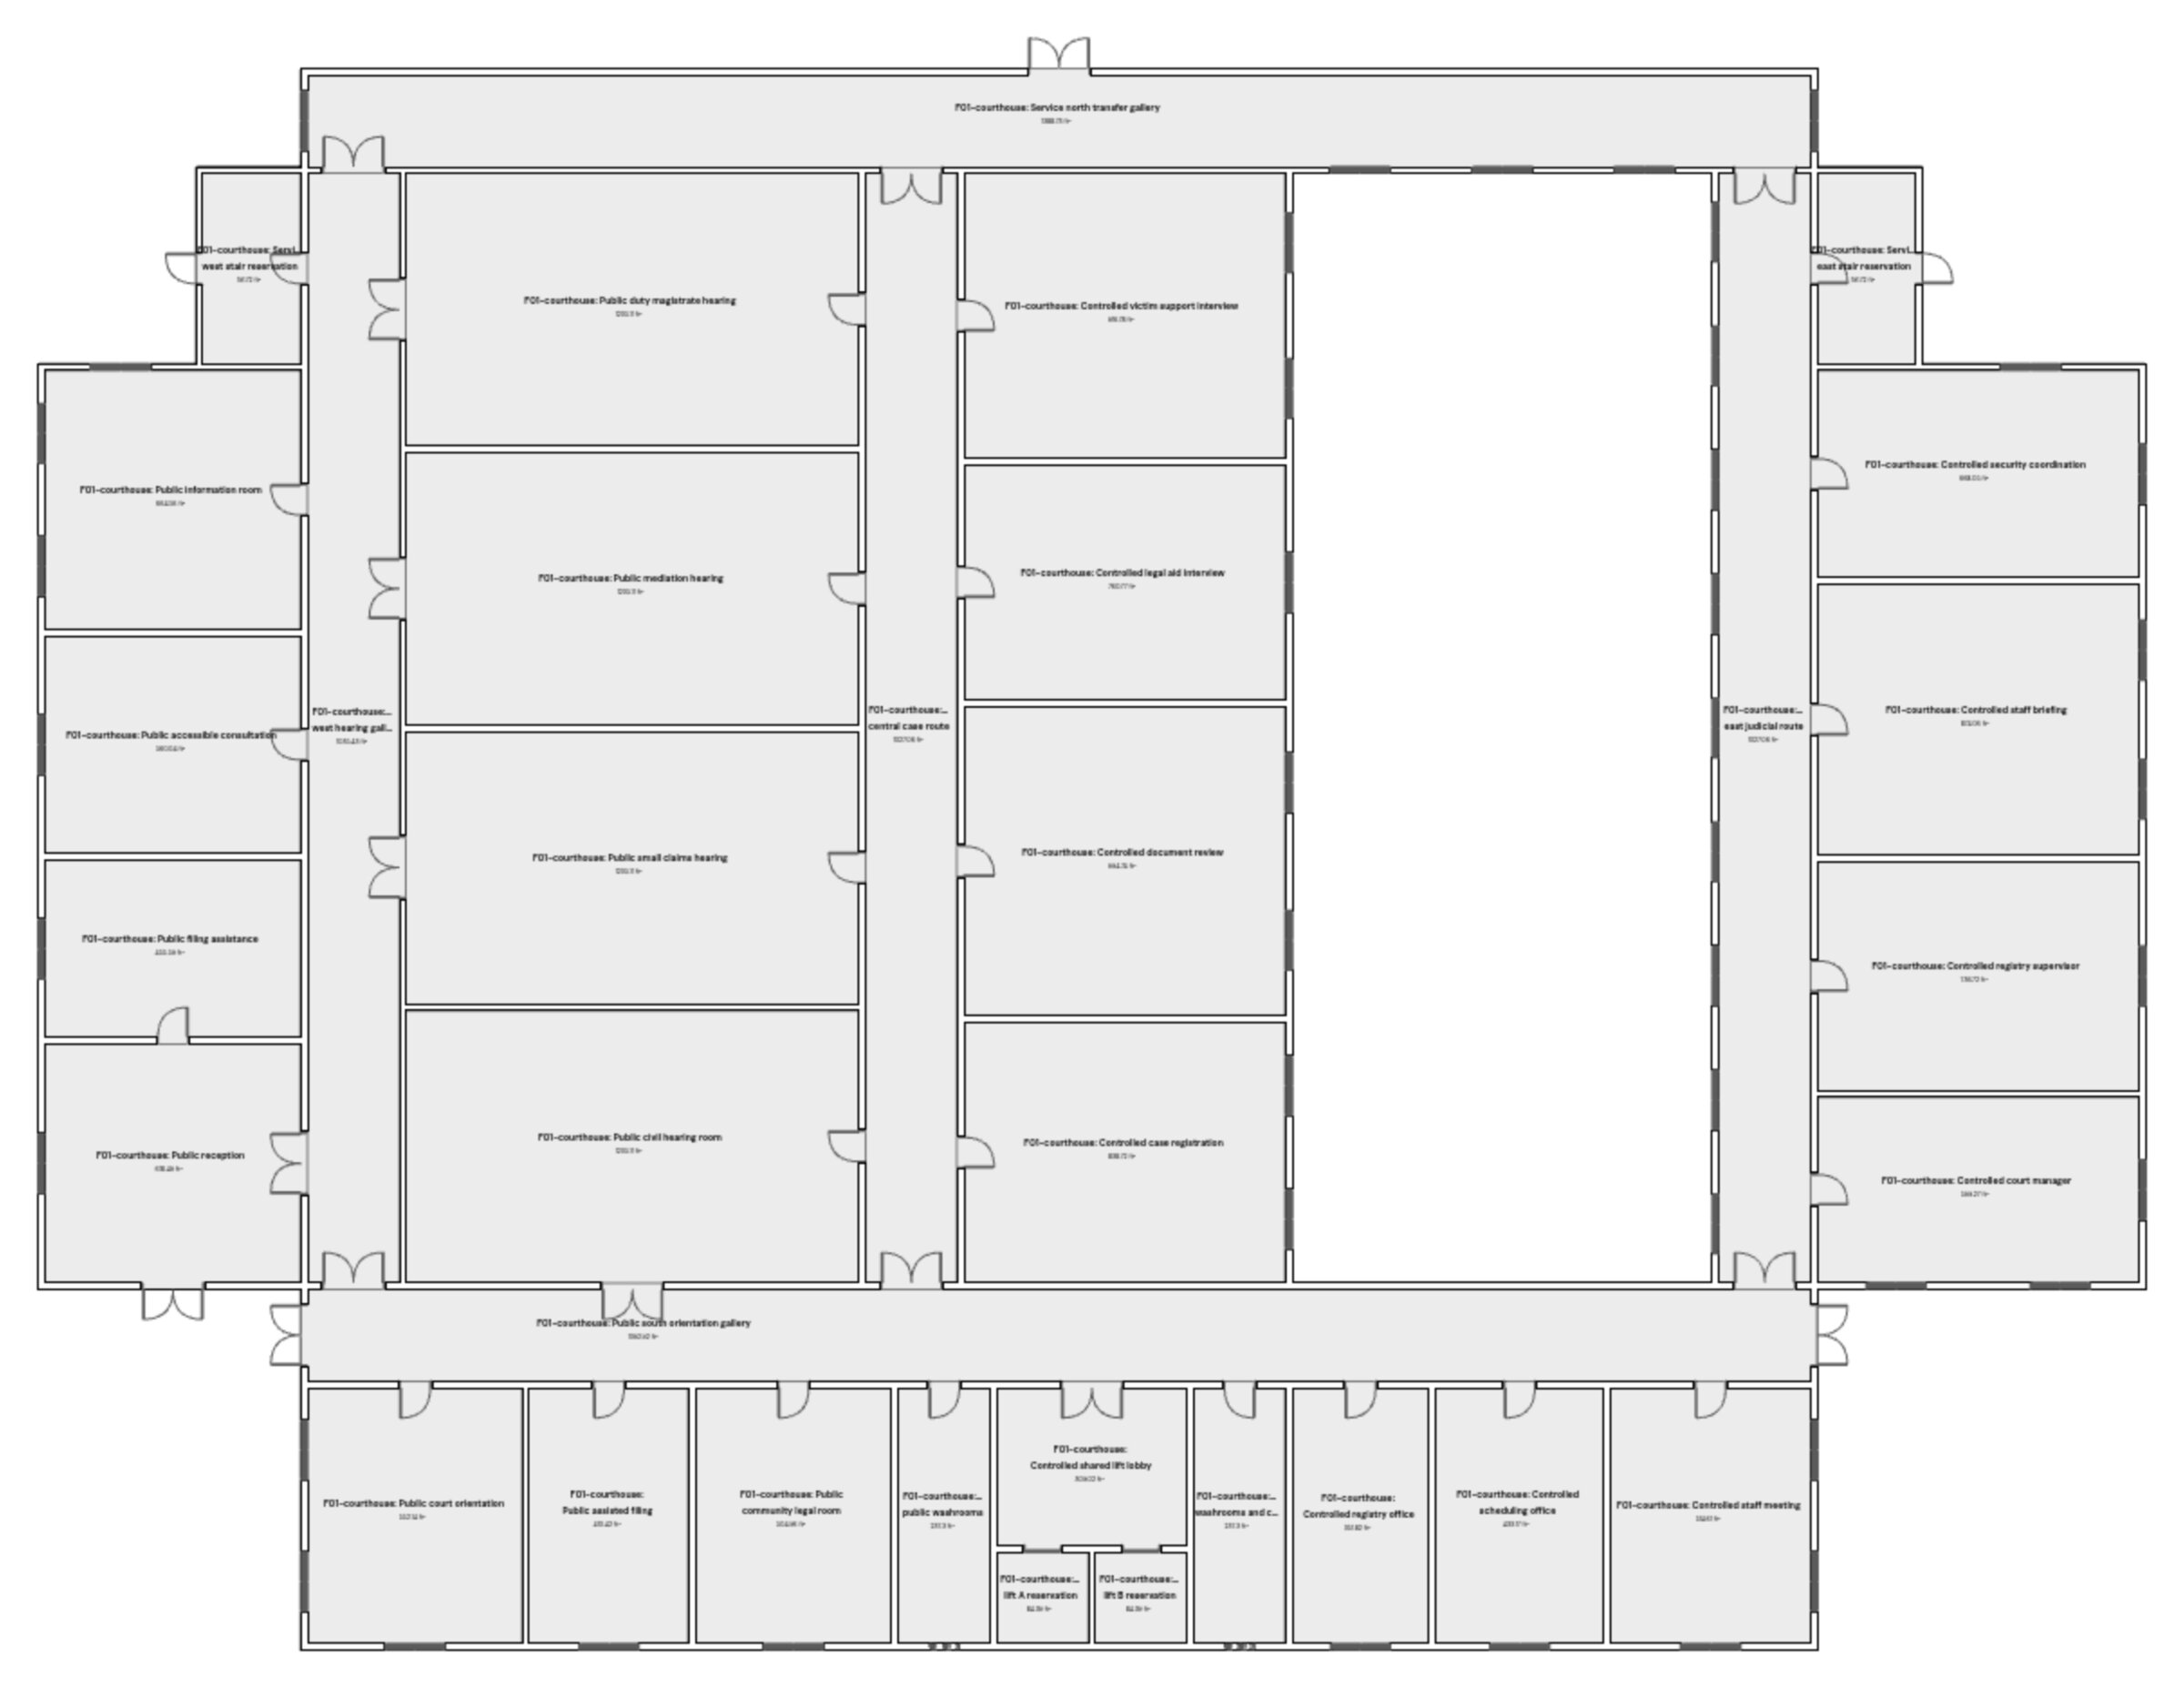 F01-courthouse: Service north transfer gallery
F01-courthouse: Servi...
west stair reservation
F01-courthouse: Servi...
east stair reservation
F01-courthouse: Public duty magistrate hearing
F01-courthouse: Controlled victim support interview
F01-courthouse: Controlled security coordination
F01-courthouse: Public information room
F01-courthouse: Public mediation hearing
F01-courthouse: Controlled legal aid interview
F01-courthouse: Public accessible consultation
F01-courthouse:...
west hearing gall...
F01-courthouse:...
central case route
F01-courthouse:...
east judicial route
F01-courthouse: Controlled staff briefing
F01-courthouse: Public small claims hearing
F01-courthouse: Controlled document review
F01-courthouse: Public filing assistance
F01-courthouse: Controlled registry supervisor
F01-courthouse: Public reception
F01-courthouse: Public civil hearing room
F01-courthouse: Controlled case registration
F01-courthouse: Controlled court manager
F01-courthouse: Public south orientation gallery
F01-courthouse: Public court orientation
F01-courthouse:
Public assisted filing
F01-courthouse: Public
community legal room
F01-courthouse:...
public washrooms
F01-courthouse:
Controlled shared lift lobby
F01-courthouse:...
lift A reservation
F01-courthouse:...
lift B reservation
F01-courthouse:...
washrooms and c...
F01-courthouse:
Controlled registry office
F01-courthouse: Controlled
scheduling office
F01-courthouse: Controlled staff meeting